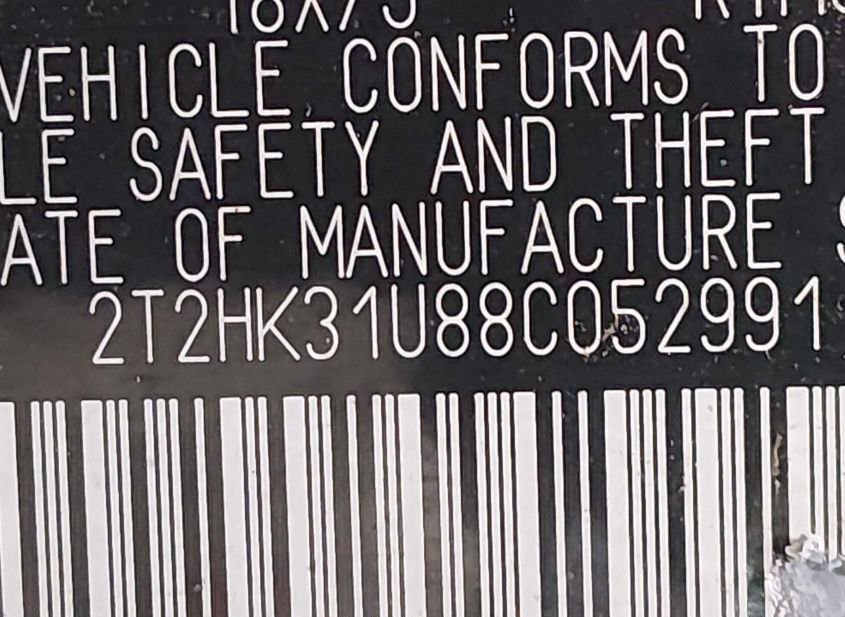 VEHICLE CONFORMS TO
LE SAFETY AND THEFT
ATE OF MANUFACTURE S
2T2HK31U88C052991